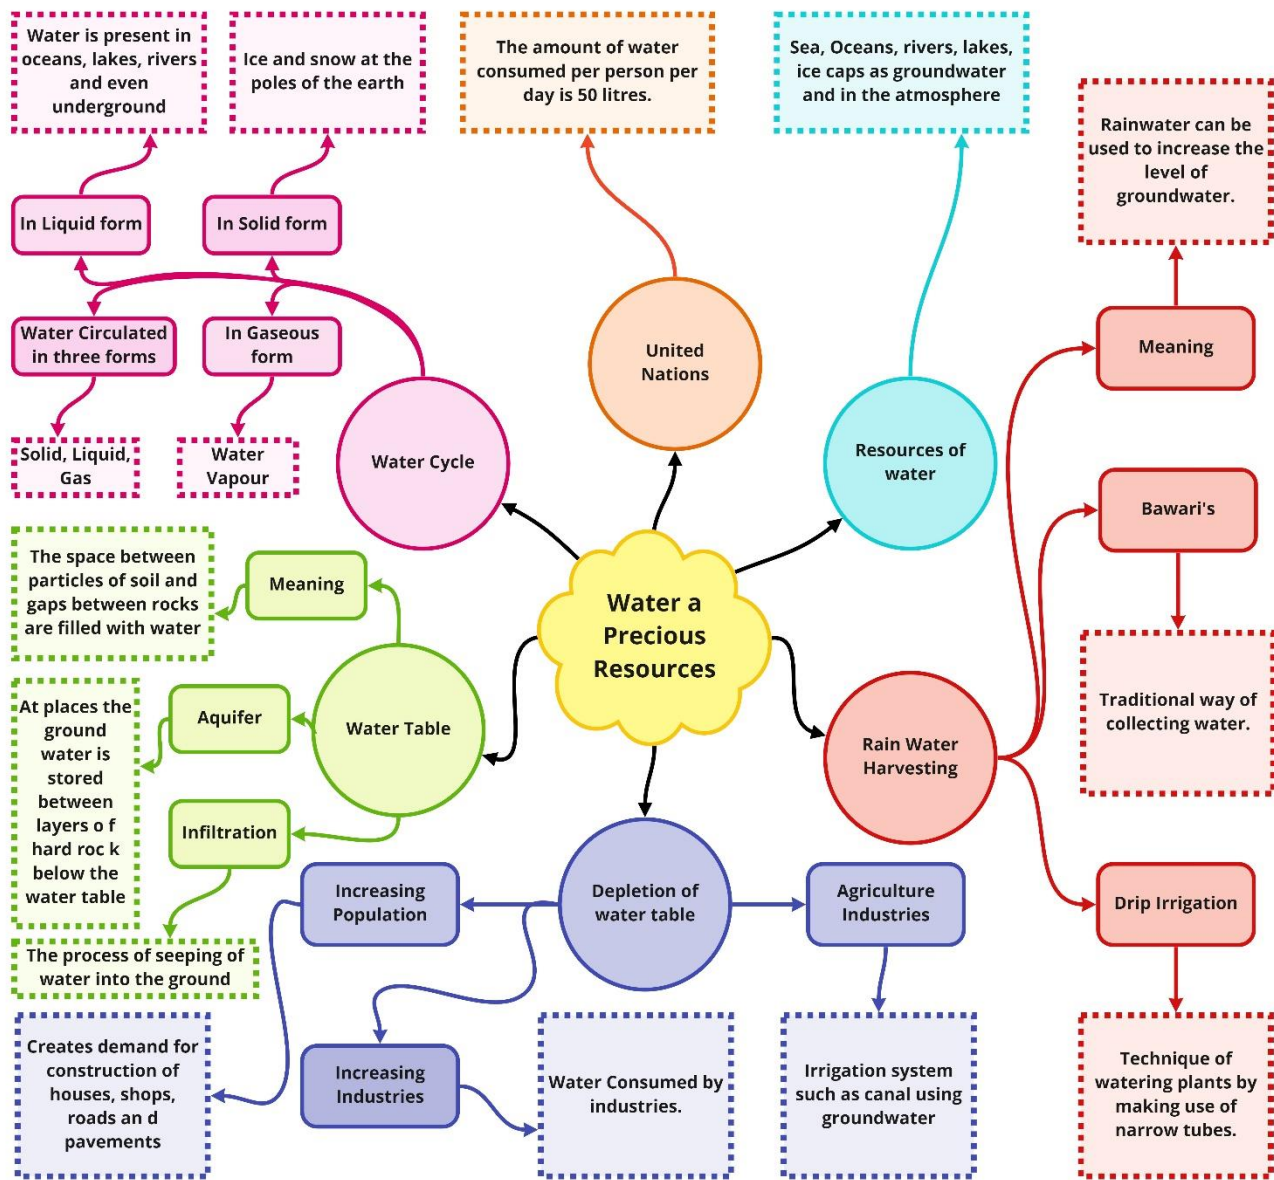 Water is present in
oceans, lakes, rivers
and even
underground
Ice and snow at the
poles of the earth
The amount of water
consumed per person per
day is 50 litres.
Sea, Oceans, rivers, lakes,
ice caps as groundwater
and in the atmosphere
Rainwater can be
used to increase the
level of
groundwater.
In Liquid form
In Solid form
Water Circulated
in three forms
In Gaseous
form
United
Nations
Meaning
Solid, Liquid,
Gas
Water
Vapour
Water Cycle
Resources of
water
Bawari's
The space between
particles of soil and
gaps between rocks
are filled with water
Meaning
Water a
Precious
Resources
Traditional way of
collecting water.
At places the
ground
water is
stored
between
layers o f
hard roc k
below the
water table
Aquifer
Water Table
Rain Water
Harvesting
Infiltration
The process of seeping of
water into the ground
Increasing
Population
Depletion of
water table
Agriculture
Industries
Drip Irrigation
Creates demand for
construction of
houses, shops,
roads an d
pavements
Increasing
Industries
Water Consumed by
industries.
Irrigation system
such as canal using
groundwater
Technique of
watering plants by
making use of
narrow tubes.